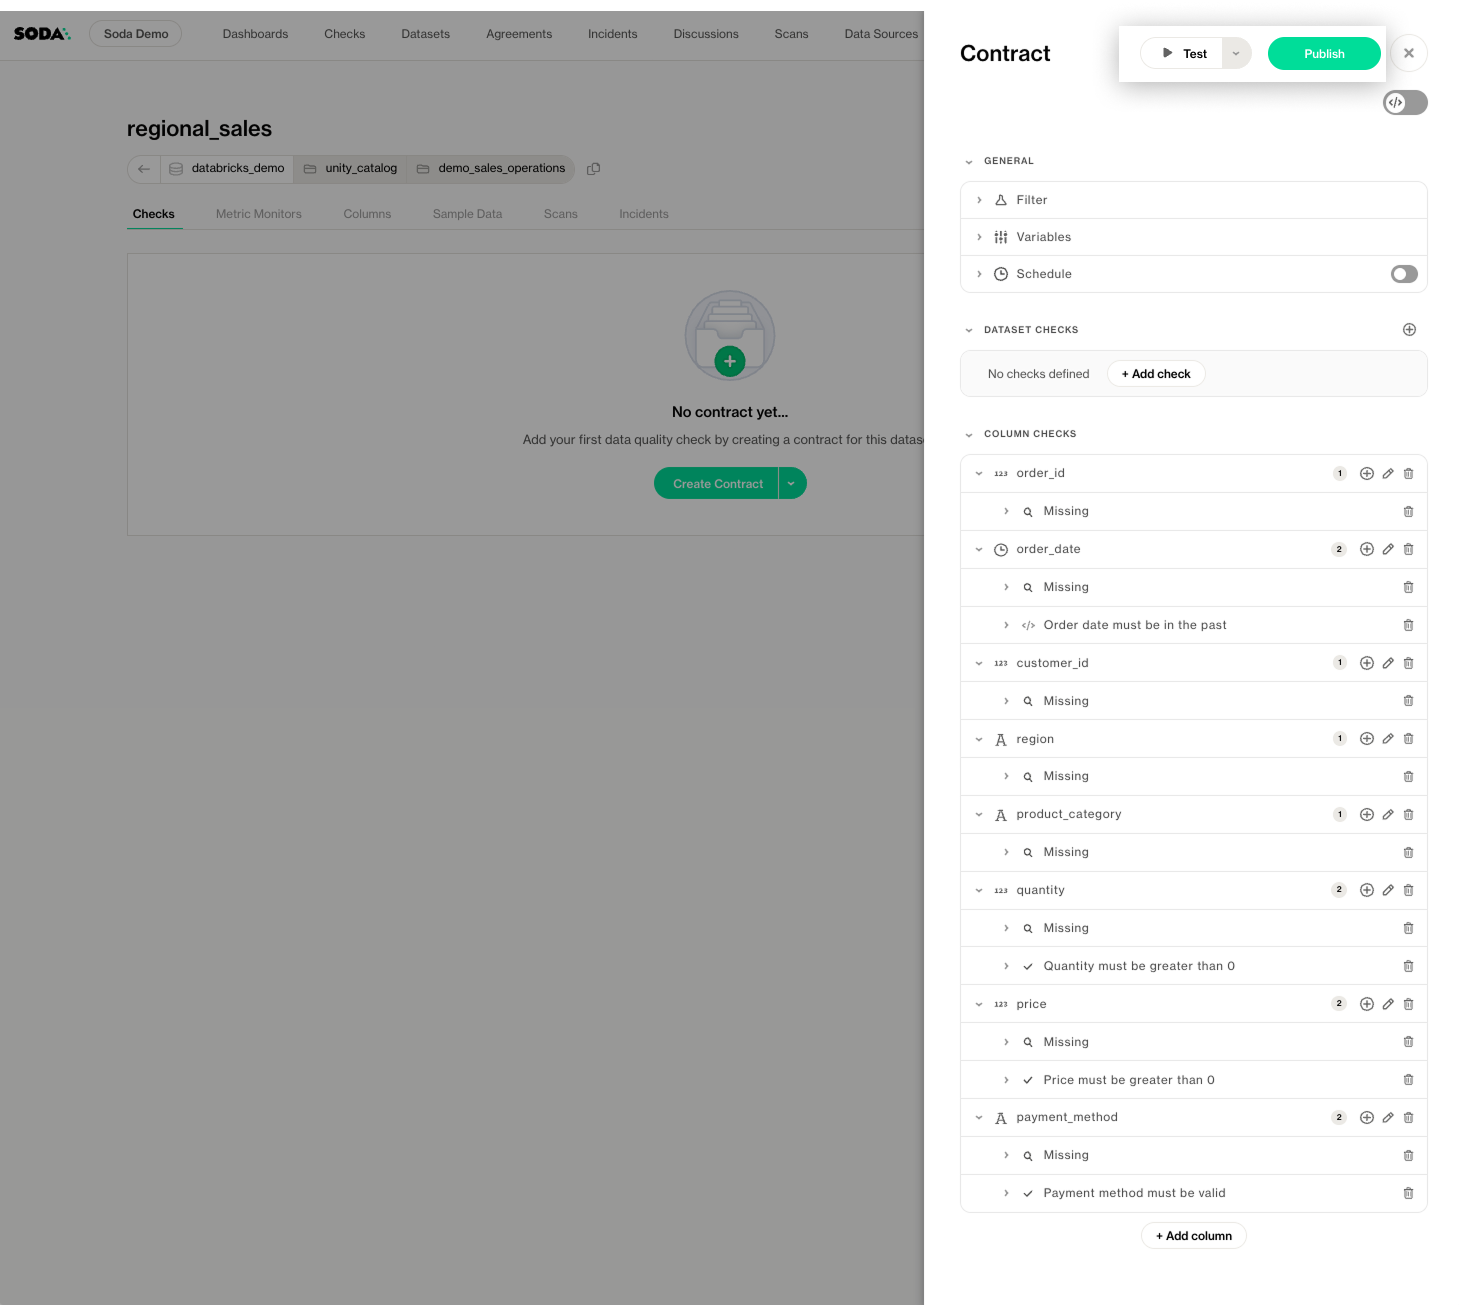 SODA
Soda Demo
Dashboards
Checks
Datasets
Agreements
Incidents
Discussions
Scans
Data Sources
regional_sales
databricks_demo
unity_catalog
demo_sales_operations
Checks
Metric Monitors
Columns
Sample Data
Scans
Incidents
No contract yet...
Add your first data quality check by creating a contract for this
Create Contract
Contract
Test
Publish
</>
GENERAL
Filter
Variables
Schedule
DATASET CHECKS
No checks defined
+ Add check
COLUMN CHECKS
123 order_id 1
Missing
order_date 2
Missing
</> Order date must be in the past
123 customer_id 1
Missing
A region 1
Missing
A product_category 1
Missing
123 quantity 2
Missing
Quantity must be greater than 0
123 price 2
Missing
Price must be greater than 0
A payment_method 2
Missing
Payment method must be valid
+ Add column